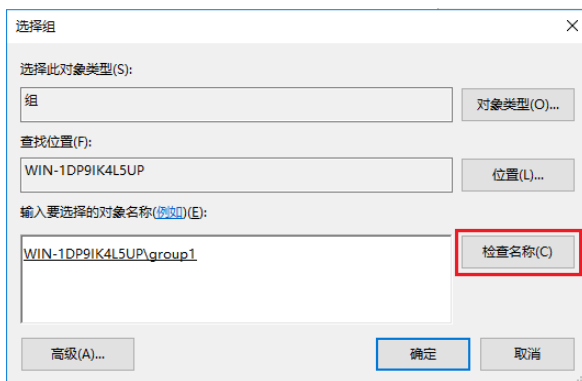 选择组
选择此对象类型(S):
组
对象类型(O)...
查找位置(F):
WIN-1DP9IK4L5UP
位置(L)...
输入要选择的对象名称(例如)(E):
WIN-1DP9IK4L5UP\group1
检查名称(C)
高级(A)...
确定
取消